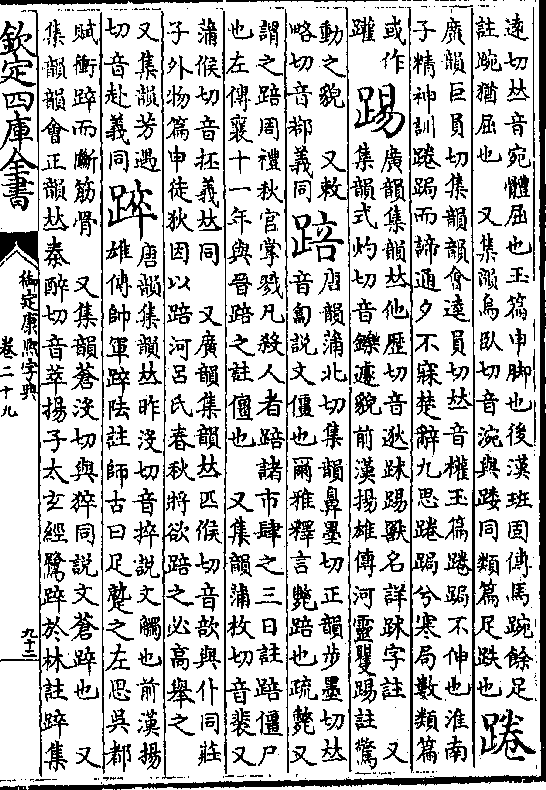 遠切𠀤音宛體屈也玉篇申脚也後漢班固傳馬踠餘足
註踠猶屈也　又集韻烏臥切音涴與踒同類篇足跌也 踡
廣韻巨員切集韻韻會逵員切𠀤音權玉篇踡跼不伸也淮南
子精神訓踡跼而諦通夕不寐楚辭九思踡跼兮寒局數類篇
或作
躍 踢 廣韻集韻𠀤他歷切音逖趹踢獸名詳趹字註　又
集韻式灼切音鑠遽貌前漢揚雄傳河靈矍踢註驚
動之貌　又敕
略切音䣍義同 踣 唐韻蒲北切集韻鼻墨切正韻步墨切𠀤
音匐說文僵也爾雅釋言斃踣也疏斃又
謂之踣周禮秋官掌戮凡殺人者踣諸市肆之三日註踣僵尸
也左傳襄十一年與晉踣之註僵也　又集韻蒲枚切音裴又
蒲候切音抔義𠀤同　又廣韻集韻𠀤匹候切音㰯與仆同莊
子外物篇申徒狄因以踣河呂氏春秋將欲踣之必高舉之
又集韻芳遇
切音赴義同 踤 唐韻集韻𠀤昨沒切音捽說文觸也前漢揚
雄傳帥軍踤阹註師古曰足蹵之左思吳都
賦衝踤而斷筋骨　又集韻蒼沒切與猝同說文蒼踤也　又
集韻韻會正韻𠀤秦醉切音萃揚子太𤣥經鷺踤於林註踤集
欽定四庫全書
御定康熙字典
卷二十九
九十三